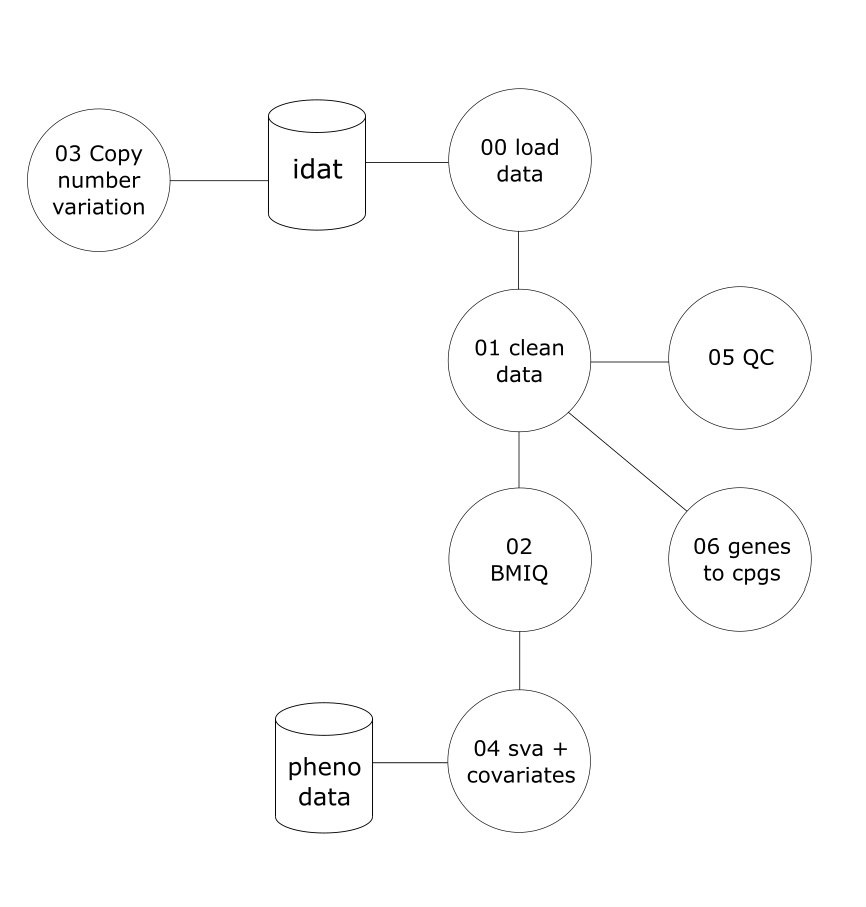 03 Copy
number
variation
idat
00 load
data
01 clean
data
05 QC
02
BMIQ
06 genes
to cpgs
pheno
data
04 sva +
covariates